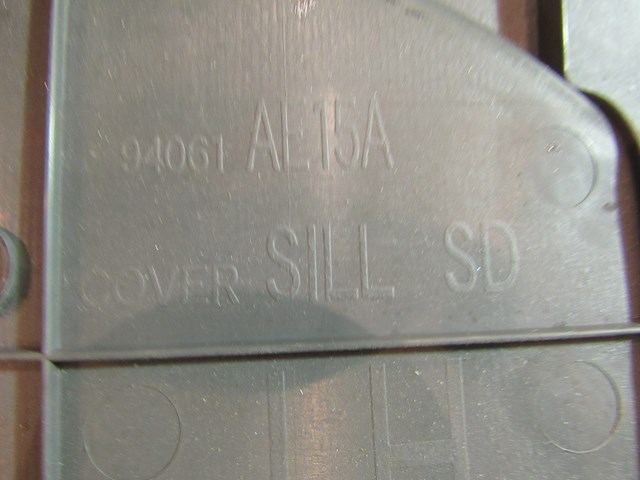 94061 AE15A
COVER SILL SD